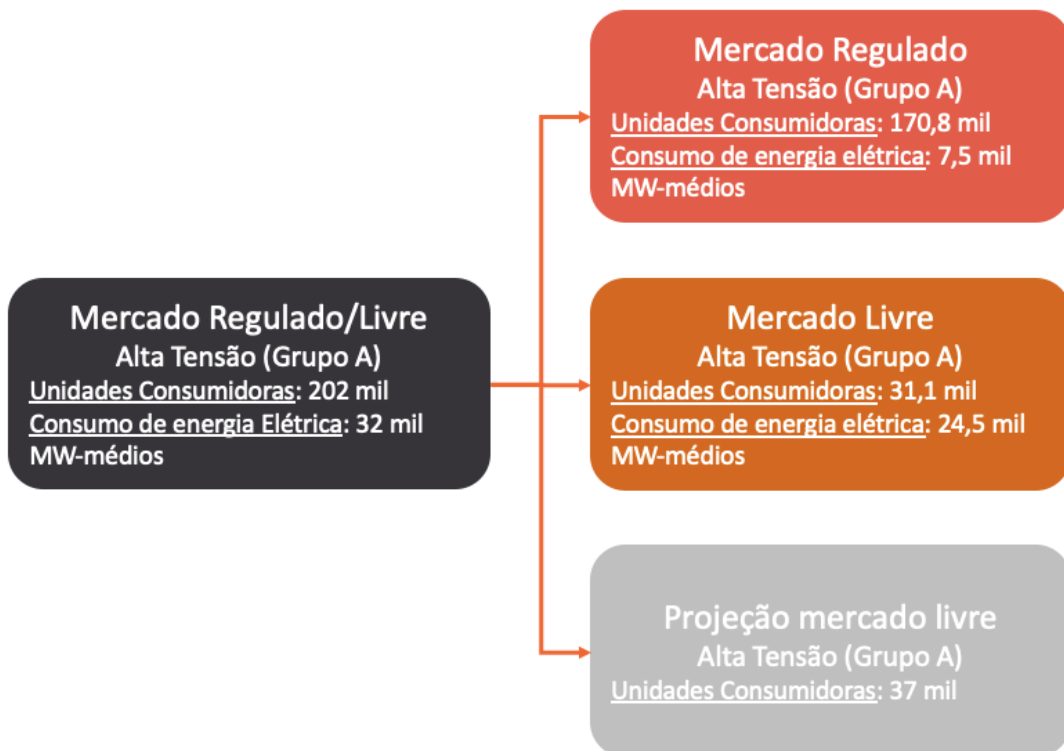 Mercado Regulado
Alta Tensão (Grupo A)
Unidades Consumidoras: 170,8 mil
Consumo de energia elétrica: 7,5 mil
MW-médios
Mercado Regulado/Livre
Alta Tensão (Grupo A)
Unidades Consumidoras: 202 mil
Consumo de energia Elétrica: 32 mil
MW-médios
Mercado Livre
Alta Tensão (Grupo A)
Unidades Consumidoras: 31,1 mil
Consumo de energia elétrica: 24,5 mil
MW-médios
Projeção mercado livre
Alta Tensão (Grupo A)
Unidades Consumidoras: 37 mil